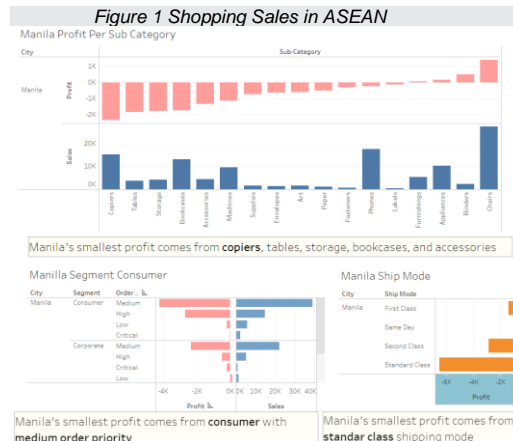 Figure 1 Shopping Sales in ASEAN
Manila Profit Per Sub Category
City
Sub-Category
Manila
Profit
1K
0K
-1K
-2K
Sales
20K
10K
0K
Copiers
Tables
Storage
Bookcases
Accessories
Machines
Supplies
Envelopes
Art
Paper
Fasteners
Phones
Labels
Furnishings
Appliances
Binders
Chairs
Manila's smallest profit comes from copiers, tables, storage, bookcases, and accessories
Manilla Segment Consumer
City Segment Order ..
Manila Consumer Medium
High
Low
Critical
Corporate Medium
High
Critical
Low
-4K -2K 0K 0K 10K 20K 30K 40K
Profit Sales
Manila's smallest profit comes from consumer with
medium order priority
Manila Ship Mode
City Ship Mode
Manila First Class
Same Day
Second Class
Standard Class
-6K -4K -2K
Profit
Manila's smallest profit comes from
standar class shipping mode